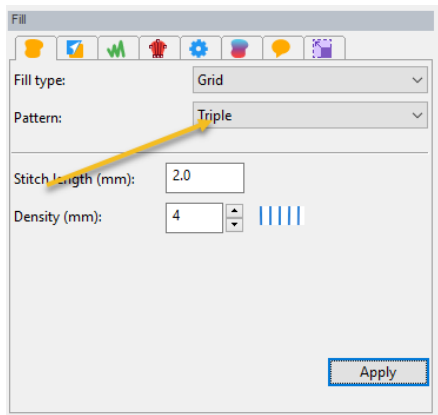 Fill
Fill type: Grid
Pattern: Triple
Stitch length (mm): 2.0
Density (mm): 4
Apply